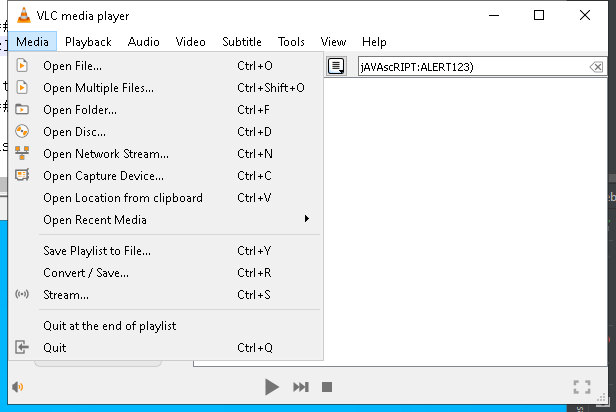 VLC media player
Media Playback Audio Video Subtitle Tools View Help
Open File... Ctrl+O
jAVAscRIPT:ALERT123)
Open Multiple Files... Ctrl+Shift+O
Open Folder... Ctrl+F
Open Disc... Ctrl+D
Open Network Stream... Ctrl+N
Open Capture Device... Ctrl+C
Open Location from clipboard Ctrl+V
Open Recent Media
Save Playlist to File... Ctrl+Y
Convert / Save... Ctrl+R
Stream... Ctrl+S
Quit at the end of playlist
Quit Ctrl+Q